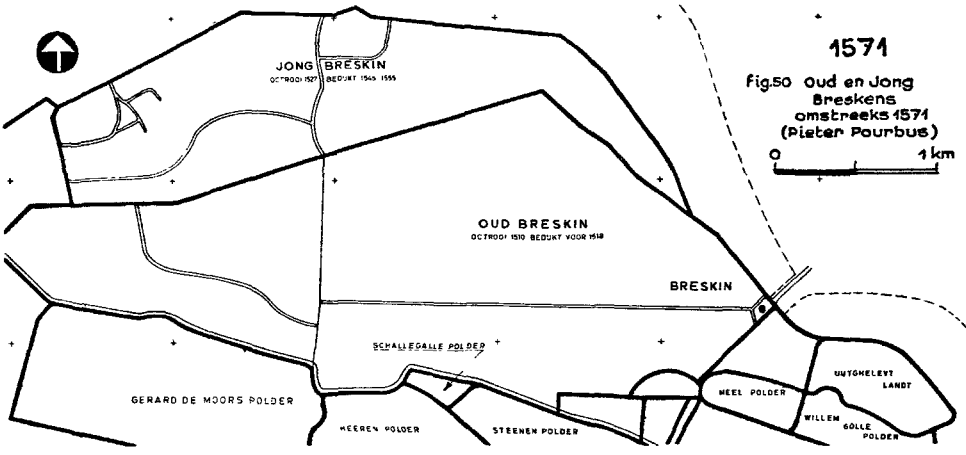 1571
Fig.50 Oud en Jong
Breskens
omstreeks 1571
(Pieter Pourbus)
0 1 km
JONG BRESKIN
OCTROOI 1527 BEDIJKT 1545 1555
OUD BRESKIN
OCTROOI 1510 BEDIJKT VOOR 1518
BRESKIN
SCHALLEGALLE POLDER
GERARD DE MOORS POLDER
HEEREN POLDER
STEENEN POLDER
MEEL POLDER
UUTGHELEYT
LANDT
WILLEM
GOLLE
POLDER